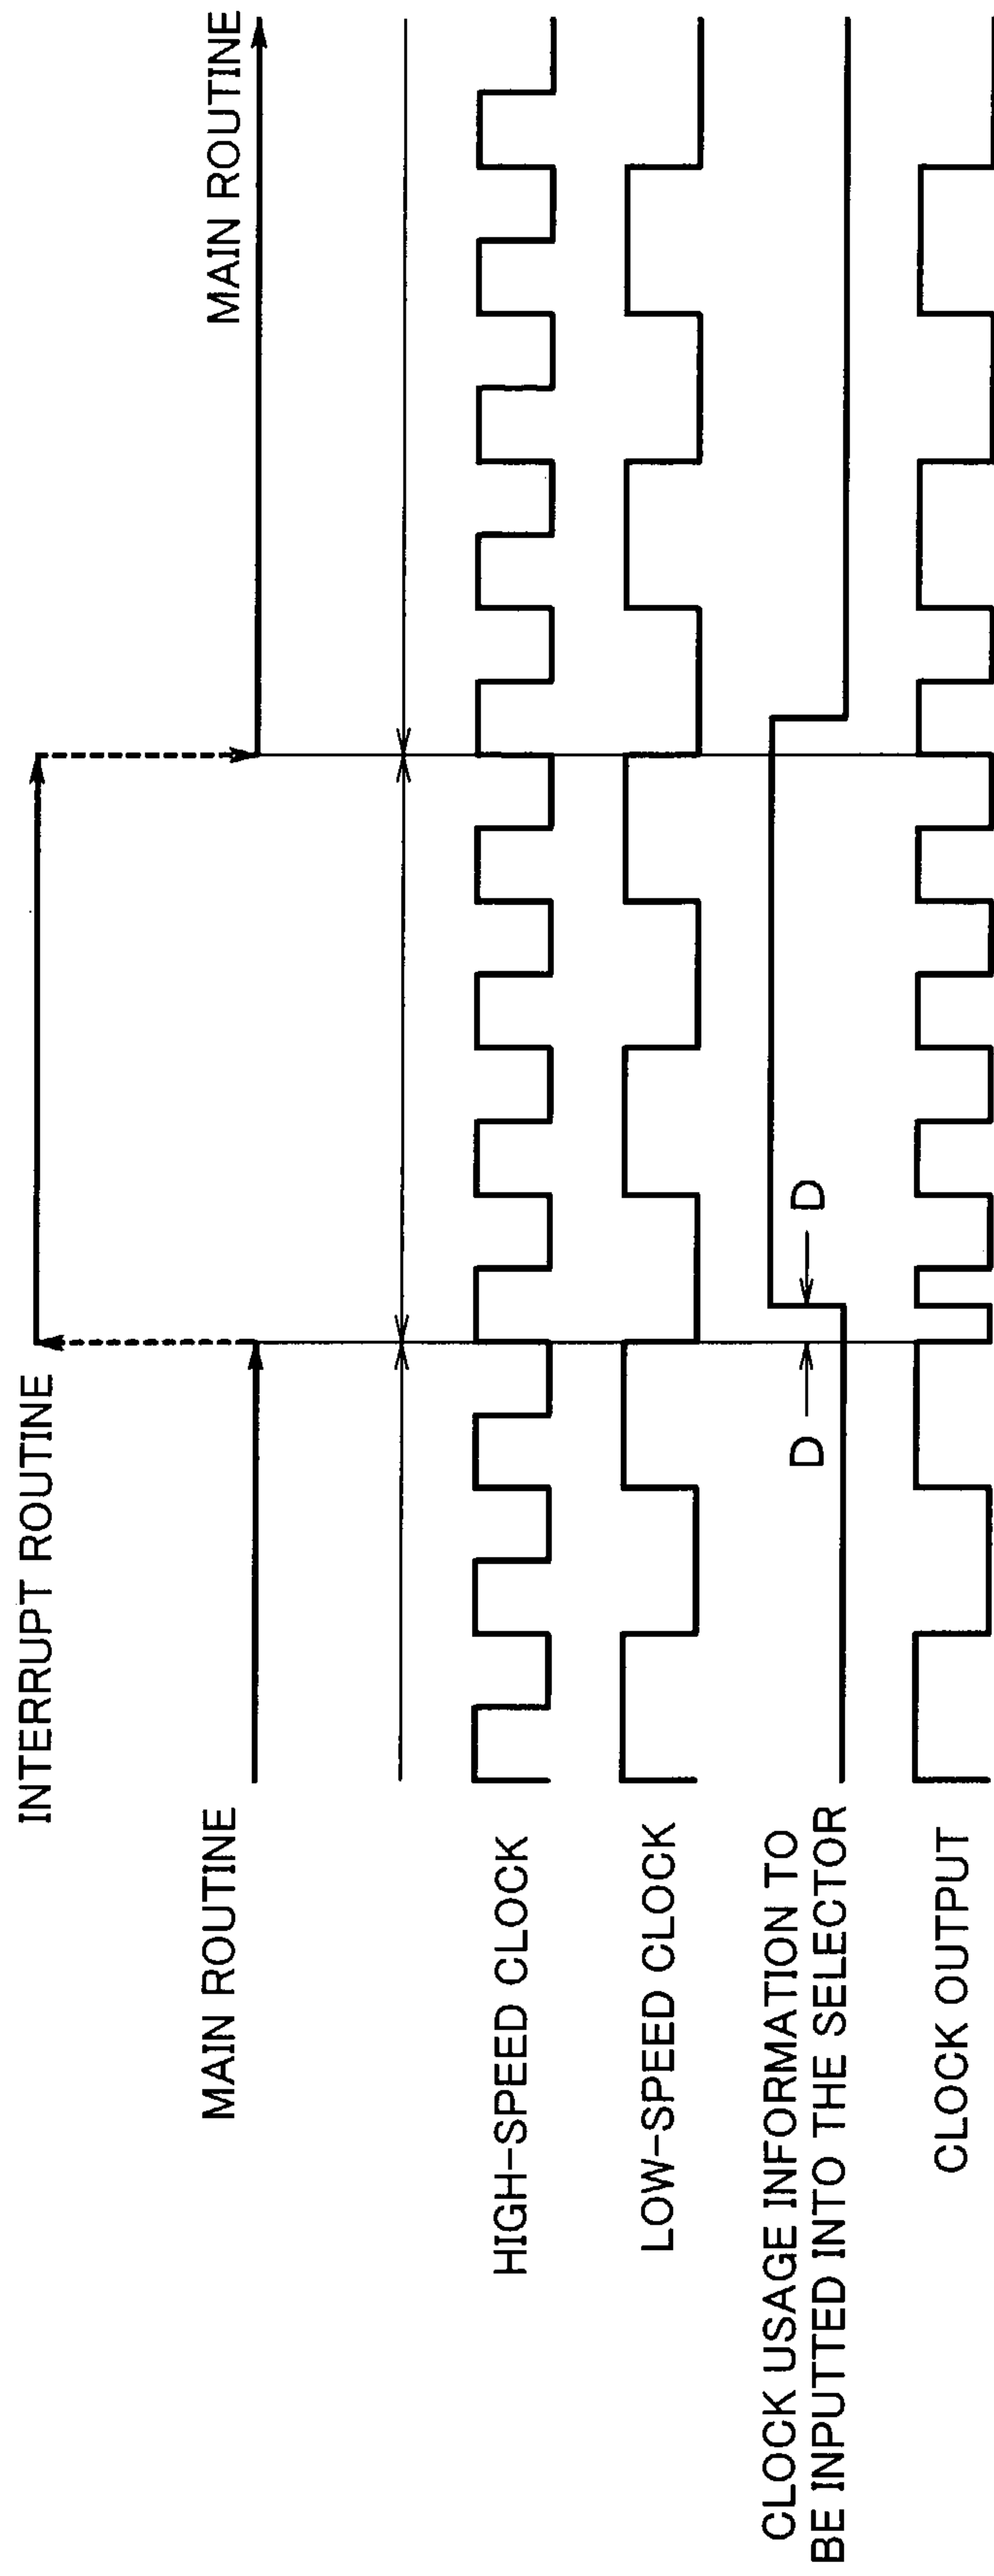 INTERRUPT ROUTINE
MAIN ROUTINE
MAIN ROUTINE
HIGH-SPEED CLOCK
LOW-SPEED CLOCK
D
D
CLOCK USAGE INFORMATION TO
BE INPUTTED INTO THE SELECTOR
CLOCK OUTPUT